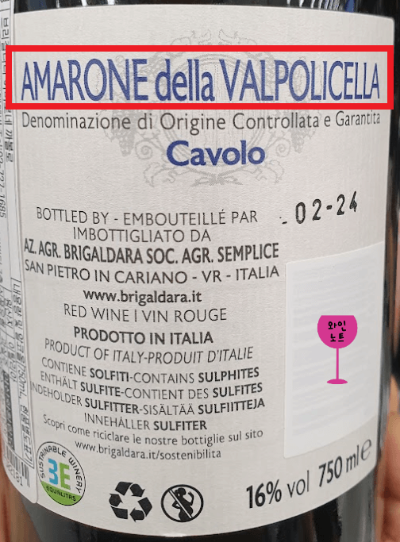 AMARONE della VALPOLICELLA
Denominazione di Origine Controllata e Garantita
Cavolo
BOTTLED BY - EMBOUTEILLÉ PAR
02-24
IMBOTTIGLIATO DA
AZ. AGR. BRIGALDARA SOC. AGR. SEMPLICE
SAN PIETRO IN CARIANO - VR - ITALIA
www.brigaldara.it
RED WINE | VIN ROUGE
PRODOTTO IN ITALIA
PRODUCT OF ITALY-PRODUIT D'ITALIE
CONTIENE SOLFITI-CONTAINS SULPHITES
ENTHÄLT SULFITE-CONTIENT DES SULFITES
INDEHOLDER SULFITTER-SISÄLTÄÄ SULFIITTEJA
INNEHÅLLER SULFITER
Scopri come riciclare le nostre bottiglie sul sito
www.brigaldara.it/sostenibilita
SUSTAINABLE WINERY
3E
EQUALITAS
16% vol 750 ml e
와인
노트